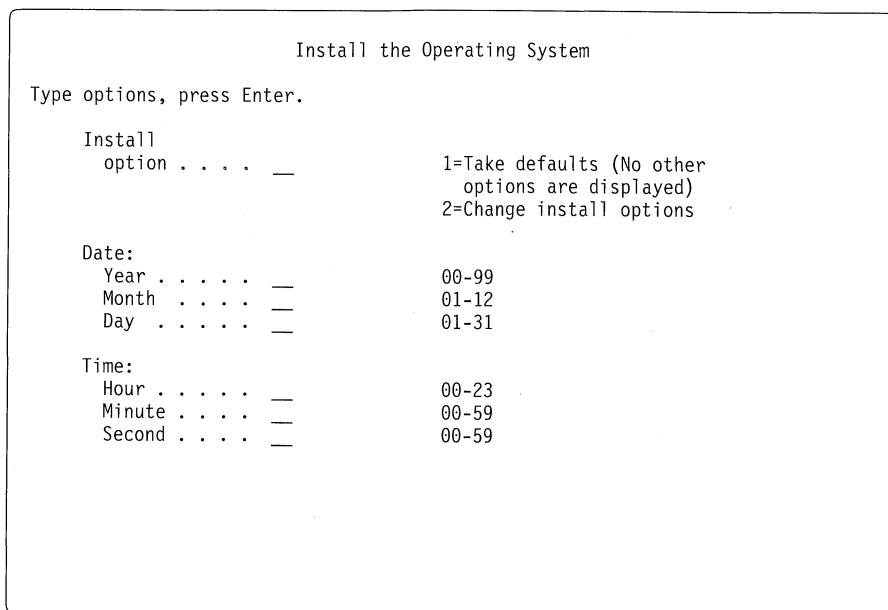 Install the Operating System
Type options, press Enter.
Install
option . . . . __ 1=Take defaults (No other
options are displayed)
2=Change install options
Date:
Year . . . . . __ 00-99
Month . . . . __ 01-12
Day . . . . . __ 01-31
Time:
Hour . . . . . __ 00-23
Minute . . . . __ 00-59
Second . . . . __ 00-59